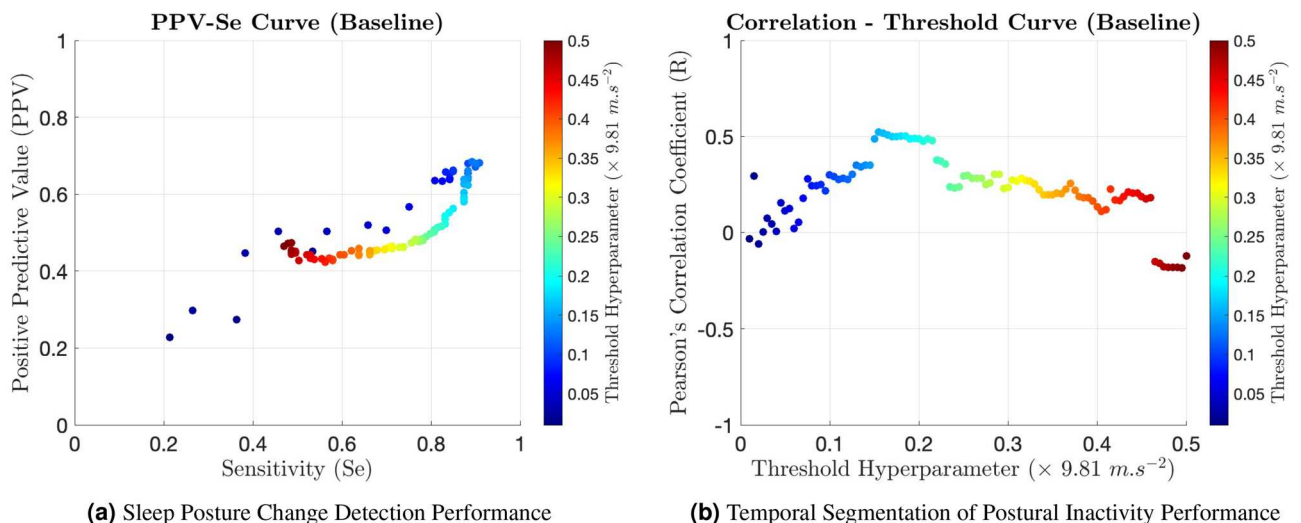 PPV-Se Curve (Baseline)
Positive Predictive Value (PPV)
1
0.8
0.6
0.4
0.2
0
0 0.2 0.4 0.6 0.8 1
Sensitivity (Se)
0.5
0.45
0.4
0.35
0.3
0.25
0.2
0.15
0.1
0.05
Threshold Hyperparameter (× 9.81 m.s⁻²)
(a) Sleep Posture Change Detection Performance
Correlation - Threshold Curve (Baseline)
Pearson's Correlation Coefficient (R)
1
0.5
0
-0.5
-1
0 0.1 0.2 0.3 0.4 0.5
Threshold Hyperparameter (× 9.81 m.s⁻²)
0.5
0.45
0.4
0.35
0.3
0.25
0.2
0.15
0.1
0.05
Threshold Hyperparameter (× 9.81 m.s⁻²)
(b) Temporal Segmentation of Postural Inactivity Performance